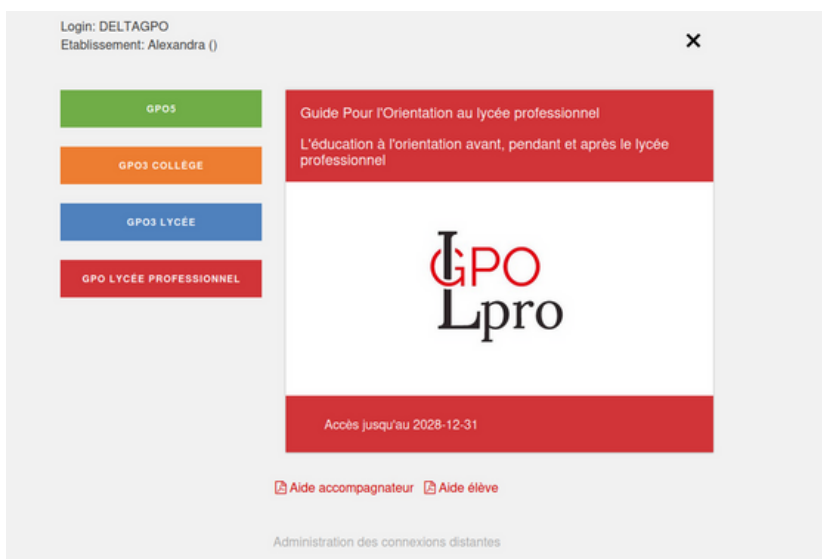 Login: DELTAGPO
Etablissement: Alexandra ()
GPO5
GPO3 COLLÉGE
GPO3 LYCÉE
GPO LYCÉE PROFESSIONNEL
Guide Pour l'Orientation au lycée professionnel
L'éducation à l'orientation avant, pendant et après le lycée
professionnel
GPO
Lpro
Accès jusqu'au 2028-12-31
Aide accompagnateur Aide élève
Administration des connexions distantes